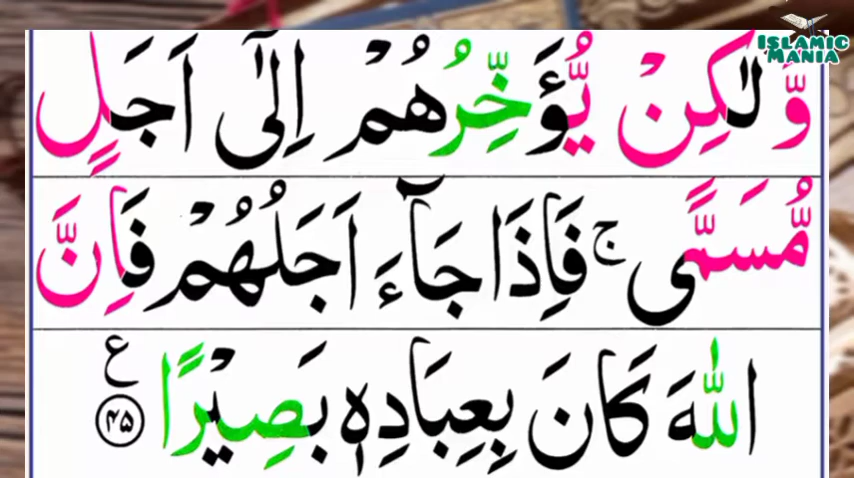 ISLAMIC
MANIA
وَّلٰكِنْ يُّؤَخِّرُهُمْ اِلٰۤى اَجَلٍ
مُّسَمًّى ۚ فَاِذَا جَآءَ اَجَلُهُمْ فَاِنَّ
اللّٰهَ كَانَ بِعِبَادِهٖ بَصِيْرًا ع ۴۵